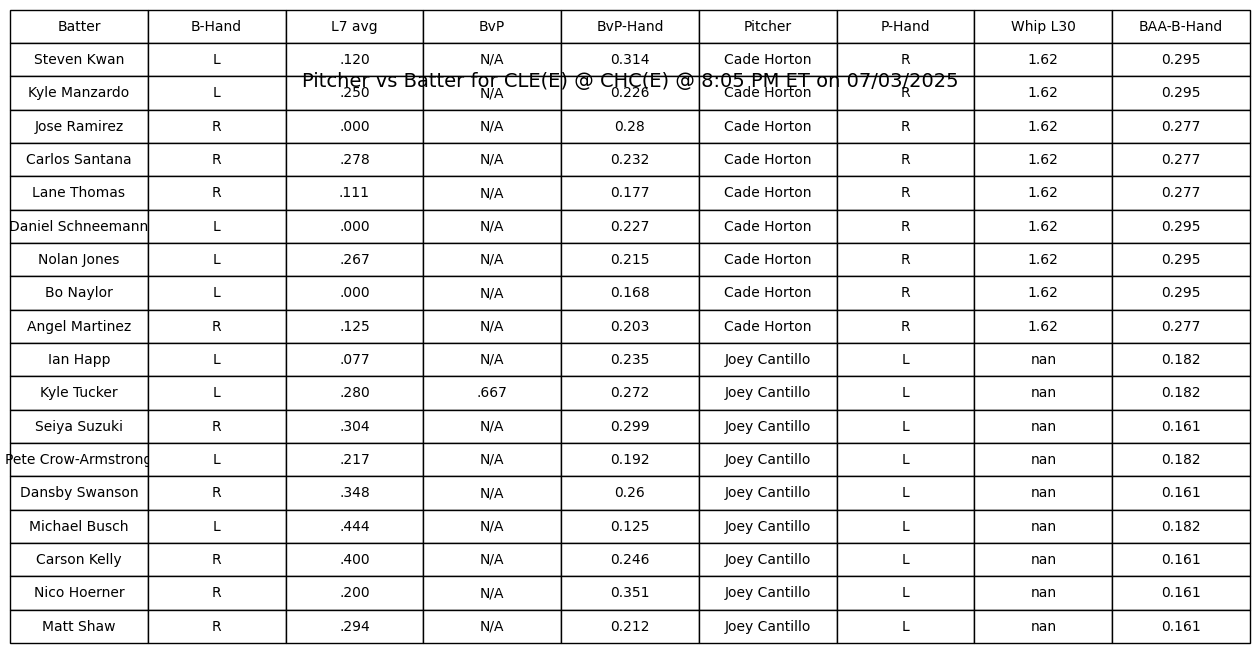 Batter B-Hand L7 avg BvP BvP-Hand Pitcher P-Hand Whip L30 BAA-B-Hand
Steven Kwan L .120 N/A 0.314 Cade Horton R 1.62 0.295
Pitcher vs Batter for CLE(E) @ CHC(E) @ 8:05 PM ET on 07/03/2025
Kyle Manzardo L .250 N/A 0.226 Cade Horton R 1.62 0.295
Jose Ramirez R .000 N/A 0.28 Cade Horton R 1.62 0.277
Carlos Santana R .278 N/A 0.232 Cade Horton R 1.62 0.277
Lane Thomas R .111 N/A 0.177 Cade Horton R 1.62 0.277
Daniel Schneemann L .000 N/A 0.227 Cade Horton R 1.62 0.295
Nolan Jones L .267 N/A 0.215 Cade Horton R 1.62 0.295
Bo Naylor L .000 N/A 0.168 Cade Horton R 1.62 0.295
Angel Martinez R .125 N/A 0.203 Cade Horton R 1.62 0.277
Ian Happ L .077 N/A 0.235 Joey Cantillo L nan 0.182
Kyle Tucker L .280 .667 0.272 Joey Cantillo L nan 0.182
Seiya Suzuki R .304 N/A 0.299 Joey Cantillo L nan 0.161
Pete Crow-Armstrong L .217 N/A 0.192 Joey Cantillo L nan 0.182
Dansby Swanson R .348 N/A 0.26 Joey Cantillo L nan 0.161
Michael Busch L .444 N/A 0.125 Joey Cantillo L nan 0.182
Carson Kelly R .400 N/A 0.246 Joey Cantillo L nan 0.161
Nico Hoerner R .200 N/A 0.351 Joey Cantillo L nan 0.161
Matt Shaw R .294 N/A 0.212 Joey Cantillo L nan 0.161